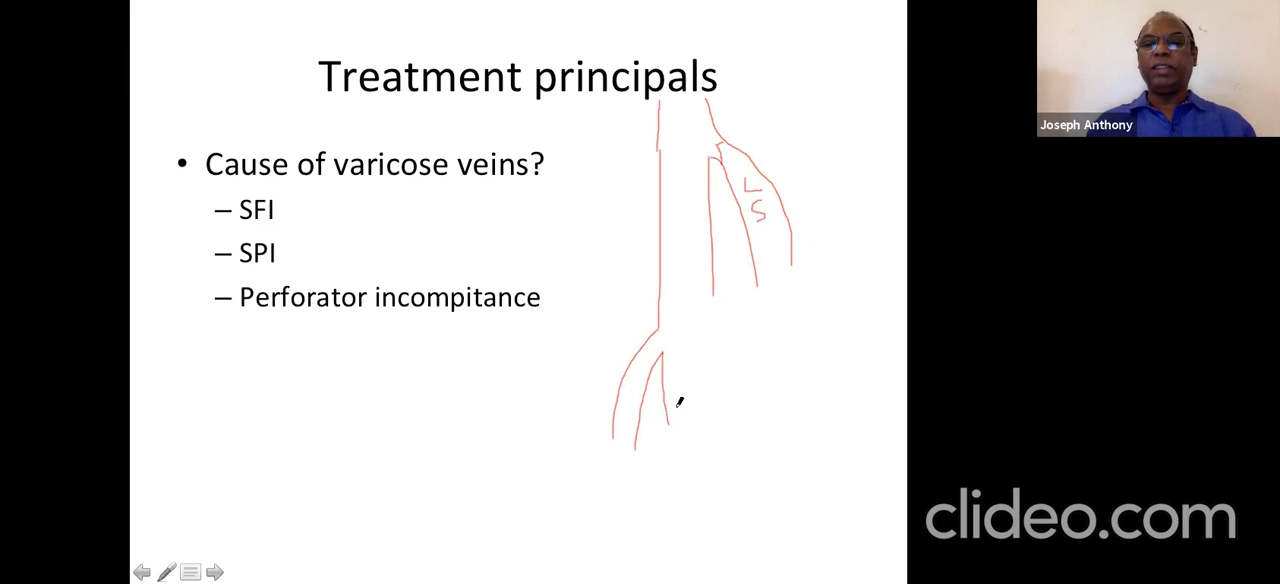 Treatment principals
Joseph Anthony
• Cause of varicose veins?
L
S
– SFI
– SPI
– Perforator incompitance
clideo.com